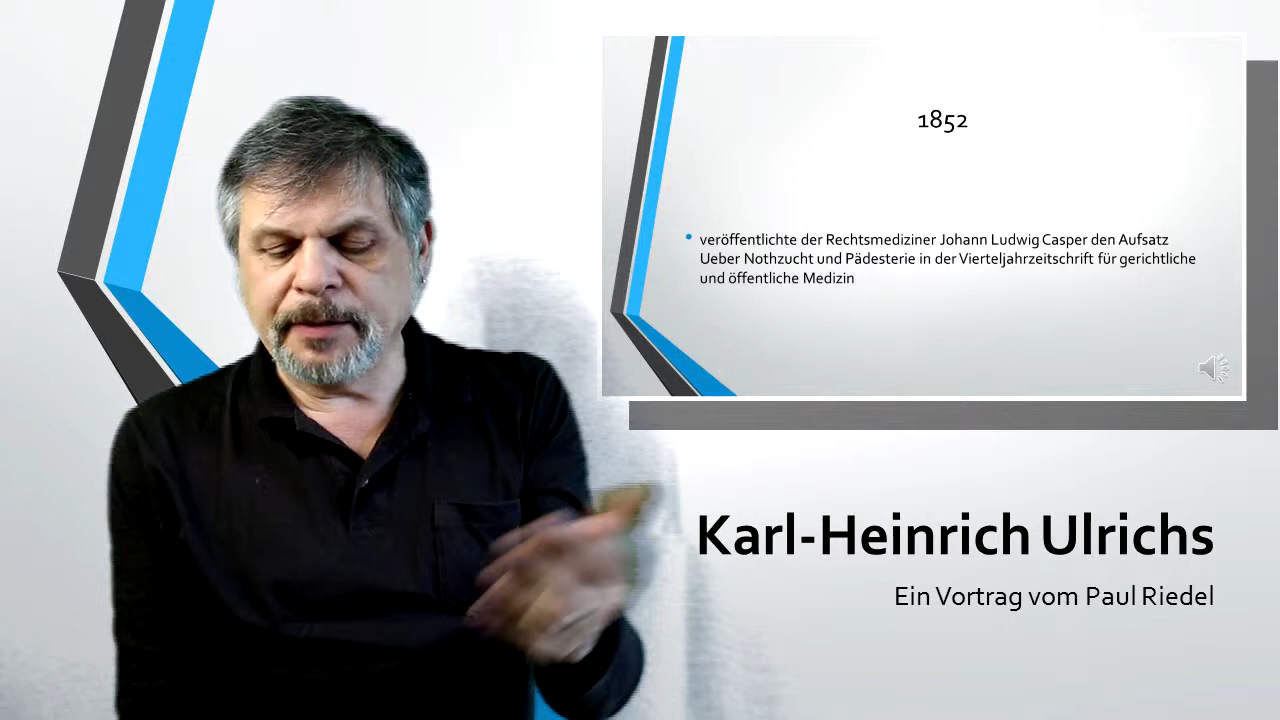 1852
veröffentlichte der Rechtsmediziner Johann Ludwig Casper den Aufsatz
Ueber Nothzucht und Pädesterie in der Vierteljahrzeitschrift für gerichtliche
und öffentliche Medizin
Karl-Heinrich Ulrichs
Ein Vortrag vom Paul Riedel